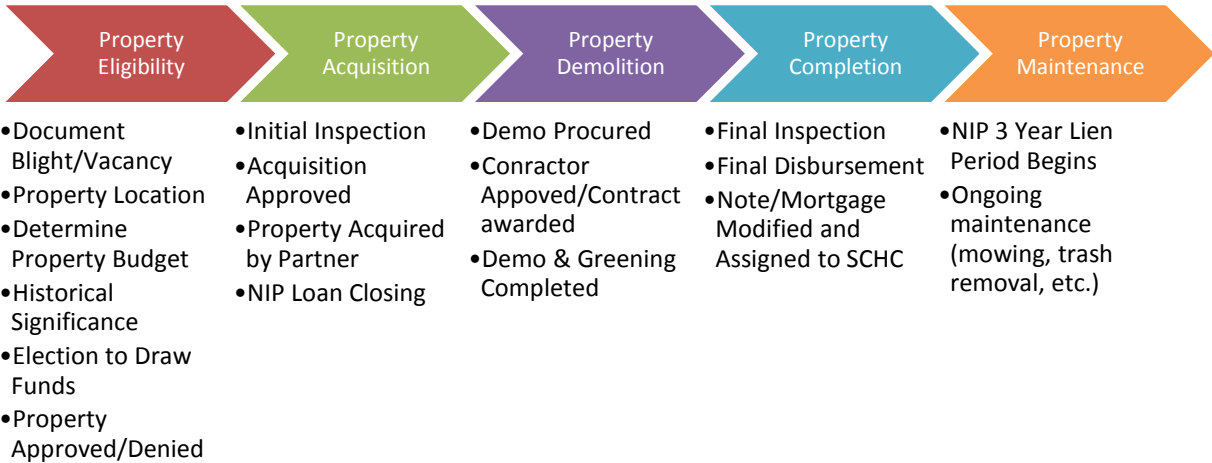 Property
Eligibility
Property
Acquisition
Property
Demolition
Property
Completion
Property
Maintenance
•Document
Blight/Vacancy
•Property Location
•Determine
Property Budget
•Historical
Significance
•Election to Draw
Funds
•Property
Approved/Denied
•Initial Inspection
•Acquisition
Approved
•Property Acquired
by Partner
•NIP Loan Closing
•Demo Procured
•Conractor
Appoved/Contract
awarded
•Demo & Greening
Completed
•Final Inspection
•Final Disbursement
•Note/Mortgage
Modified and
Assigned to SCHC
•NIP 3 Year Lien
Period Begins
•Ongoing
maintenance
(mowing, trash
removal, etc.)